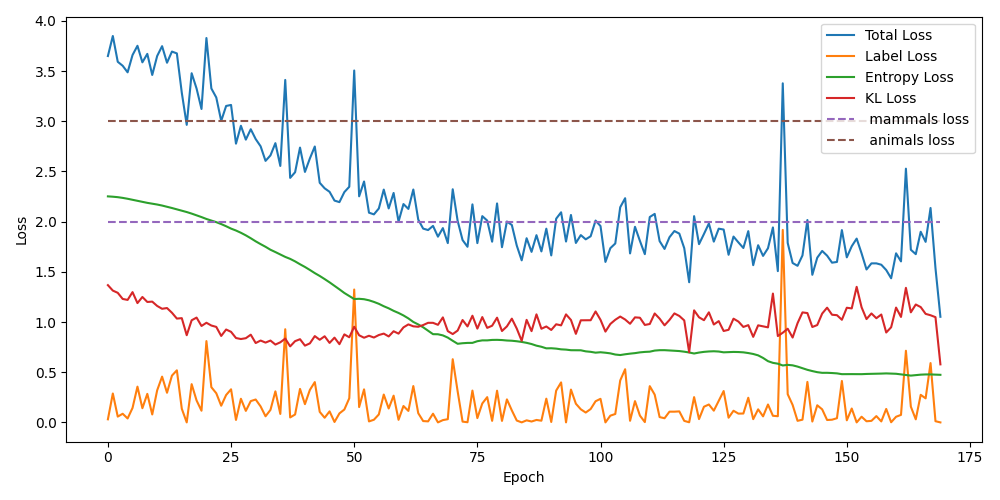 4.0
3.5
3.0
2.5
2.0
1.5
1.0
0.5
0.0
Loss
0
25
50
75
100
125
150
175
Epoch
Total Loss
Label Loss
Entropy Loss
KL Loss
mammals loss
animals loss